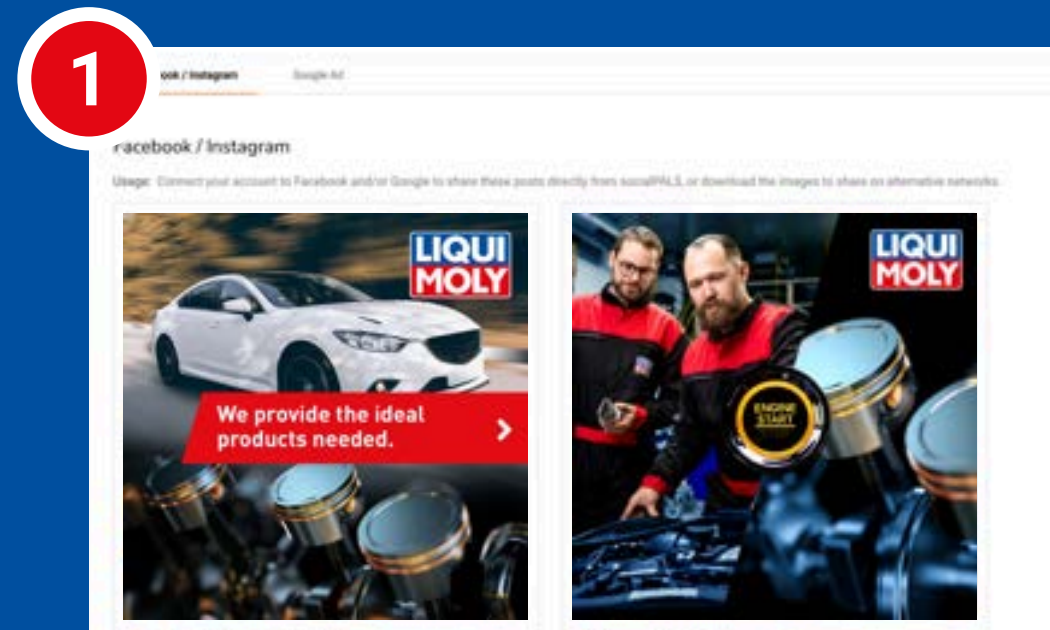 1
ook / Instagram
Google Ad
Facebook / Instagram
Usage: Connect your account to Facebook and/or Google to share these posts directly from socialPALS, or download the images to share on alternative networks.
LIQUI
MOLY
We provide the ideal
products needed.
LIQUI
MOLY
ENGINE
START